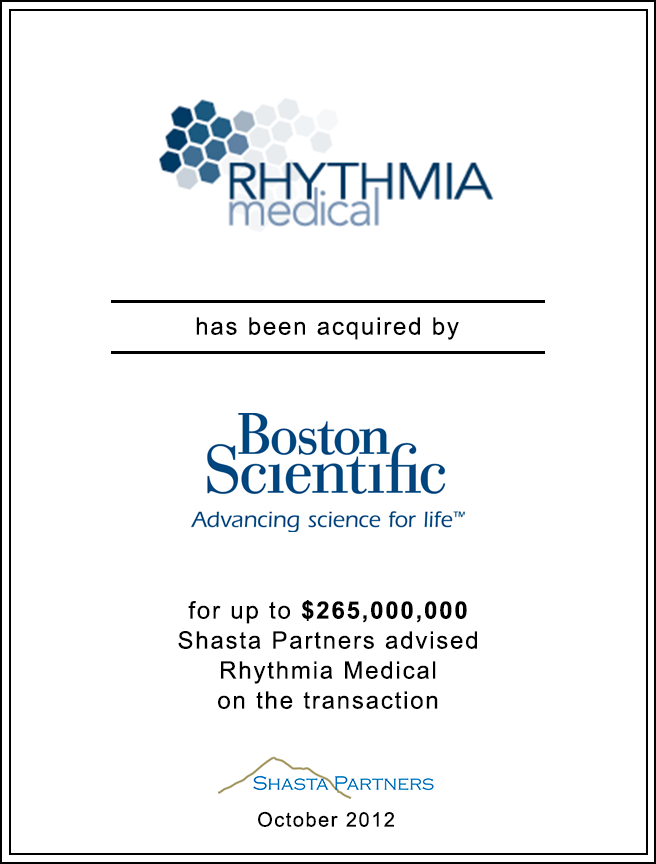 RHYTHMIA
medical
has been acquired by
Boston
Scientific
Advancing science for life™
for up to $265,000,000
Shasta Partners advised
Rhythmia Medical
on the transaction
SHASTA PARTNERS
October 2012